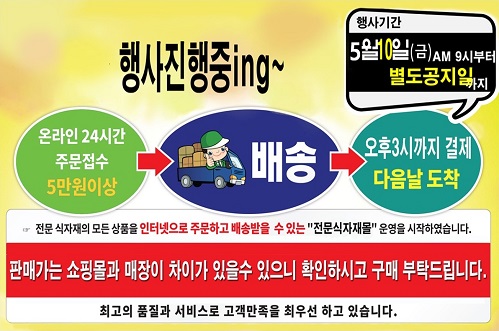 행사기간
5월10일(금)AM 9시부터
별도공지일까지
행사진행중ing~
온라인 24시간
주문접수
5만원이상
배송
오후3시까지 결제
다음날 도착
☞ 전문 식자재의 모든 상품을 인터넷으로 주문하고 배송받을 수 있는 "전문식자재몰" 운영을 시작하였습니다.
판매가는 쇼핑몰과 매장이 차이가 있을수 있으니 확인하시고 구매 부탁드립니다.
최고의 품질과 서비스로 고객만족을 최우선 하고 있습니다.